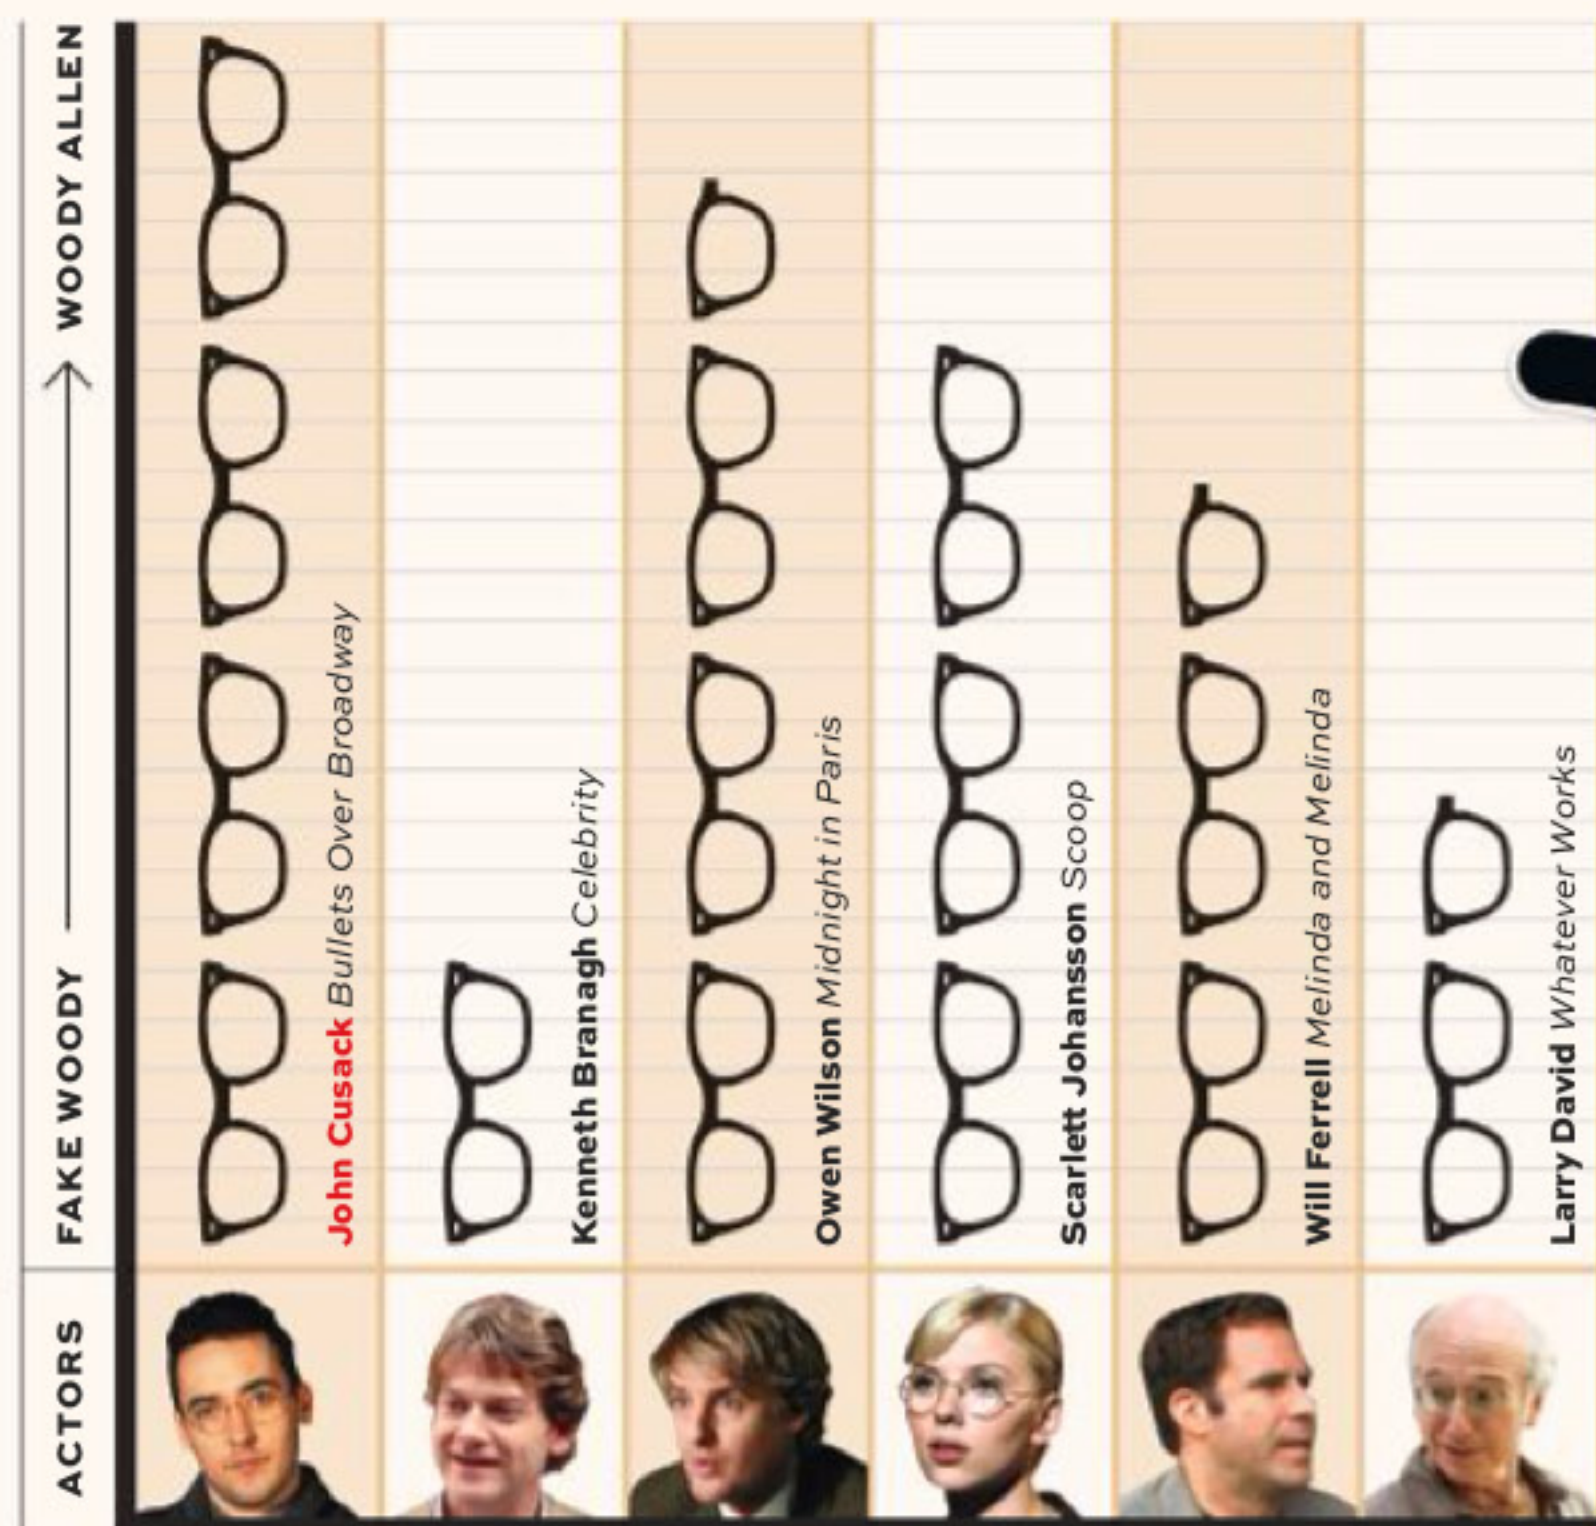 WOODY ALLEN
FAKE WOODY
ACTORS
John Cusack Bullets Over Broadway
Kenneth Branagh Celebrity
Owen Wilson Midnight in Paris
Scarlett Johansson Scoop
Will Ferrell Melinda and Melinda
Larry David Whatever Works